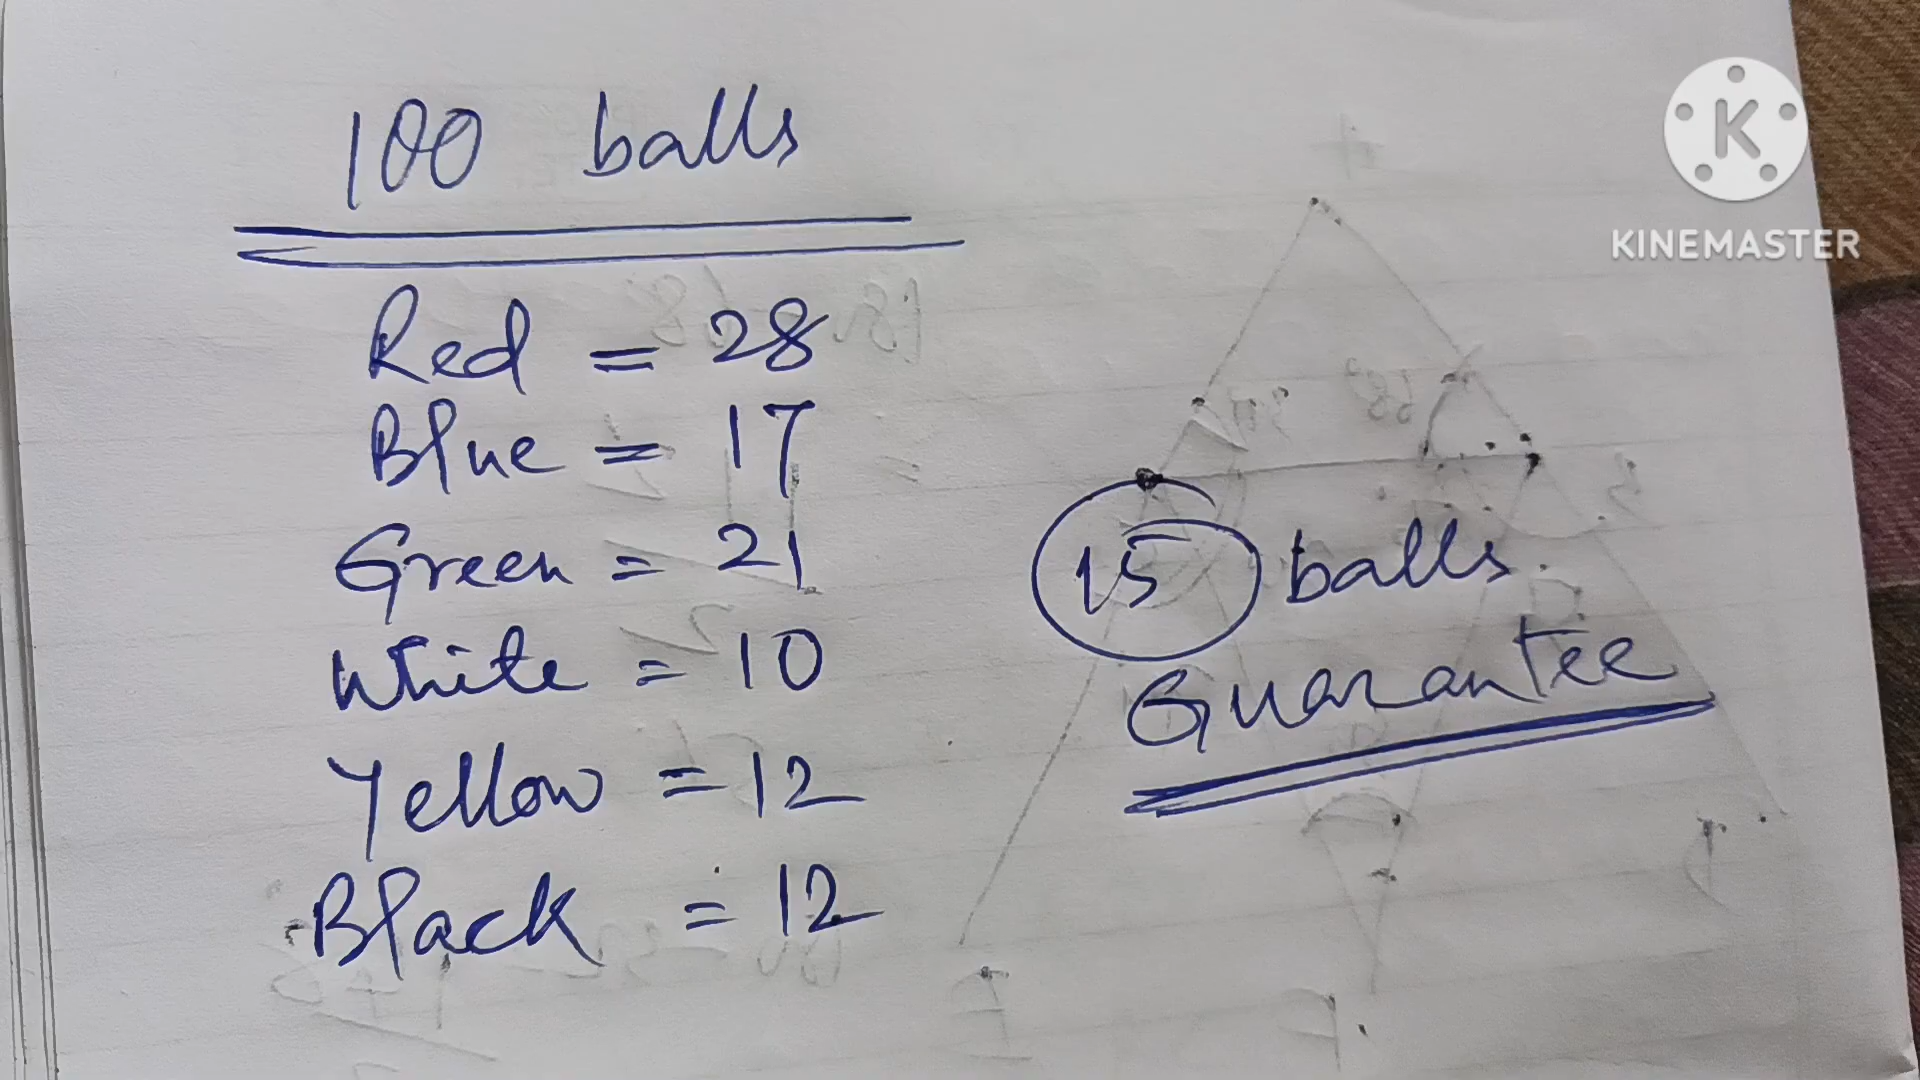 100 balls
Red = 28
Blue = 17
Green = 21
White = 10
Yellow = 12
Black = 12
15 balls
Guarantee
KINEMASTER